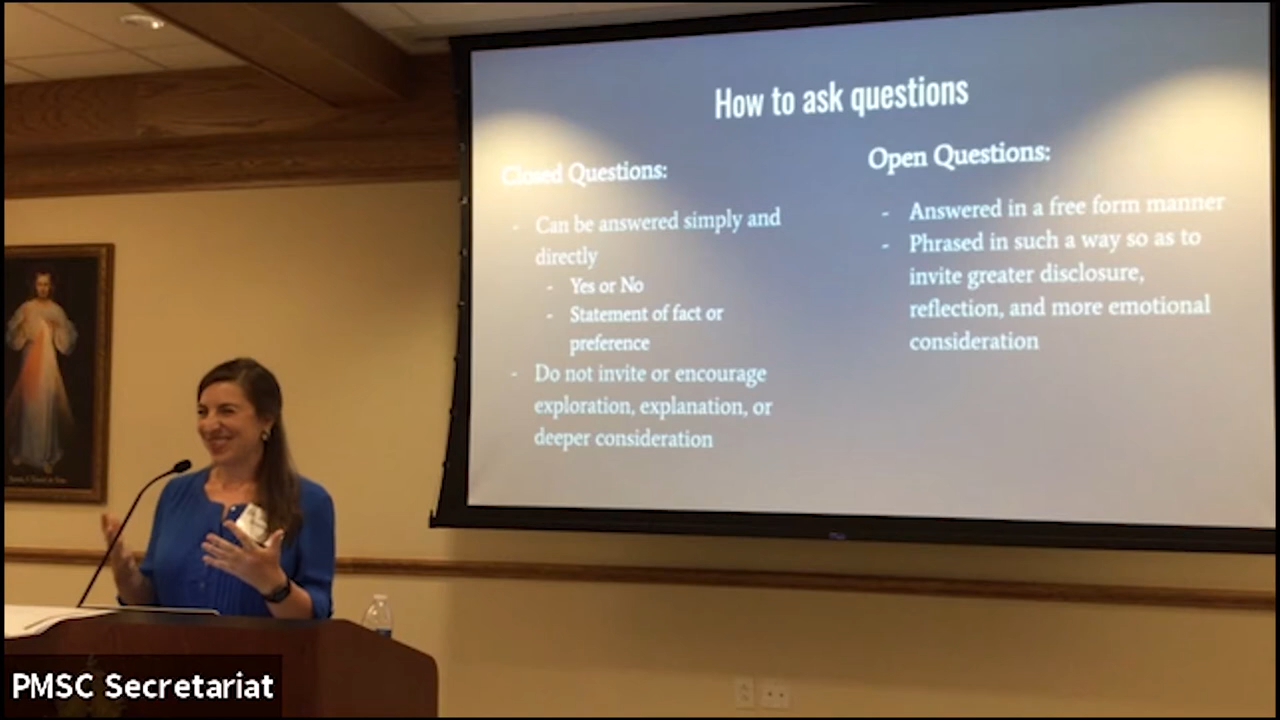 How to ask questions
Closed Questions:
- Can be answered simply and
directly
- Yes or No
- Statement of fact or
preference
- Do not invite or encourage
exploration, explanation, or
deeper consideration
Open Questions:
- Answered in a free form manner
- Phrased in such a way so as to
invite greater disclosure,
reflection, and more emotional
consideration
PMSC Secretariat